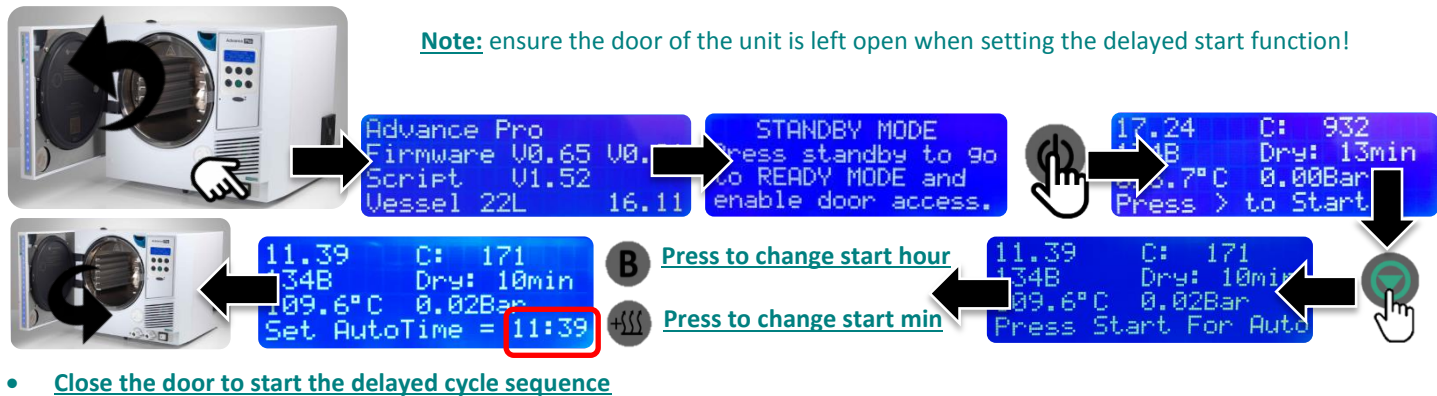 Note: ensure the door of the unit is left open when setting the delayed start function!
Advance Pro
Advance Pro
Firmware V0.65 V0.
Script V1.52
Vessel 22L 16.11
STANDBY MODE
Press standby to go
to READY MODE and
enable door access.
17.24 C: 932
Dry: 13min
.7°C 0.00Bar
Press > to Start
11.39 C: 171
134B Dry: 10min
109.6°C 0.02Bar
Set AutoTime = 11:39
B Press to change start hour
+ Press to change start min
11.39 C: 171
134B Dry: 10min
109.6°C 0.02Bar
Press Start For Auto
• Close the door to start the delayed cycle sequence